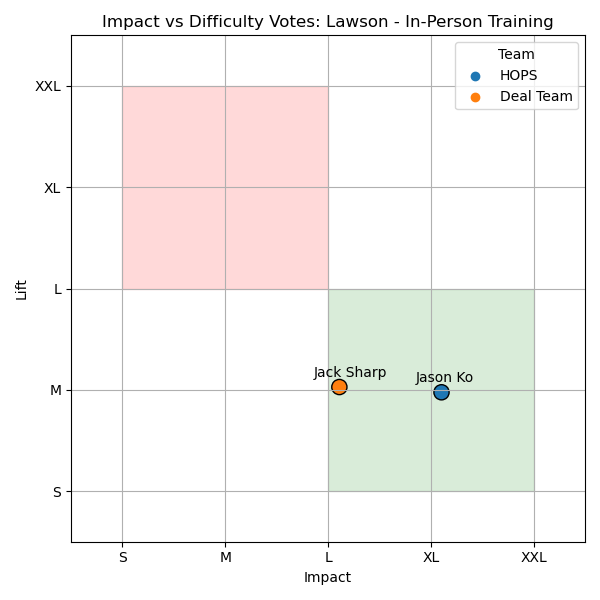 Impact vs Difficulty Votes: Lawson - In-Person Training
Team
HOPS
Deal Team
XXL
XL
L
M
S
Lift
Jack Sharp
Jason Ko
S
M
L
XL
XXL
Impact